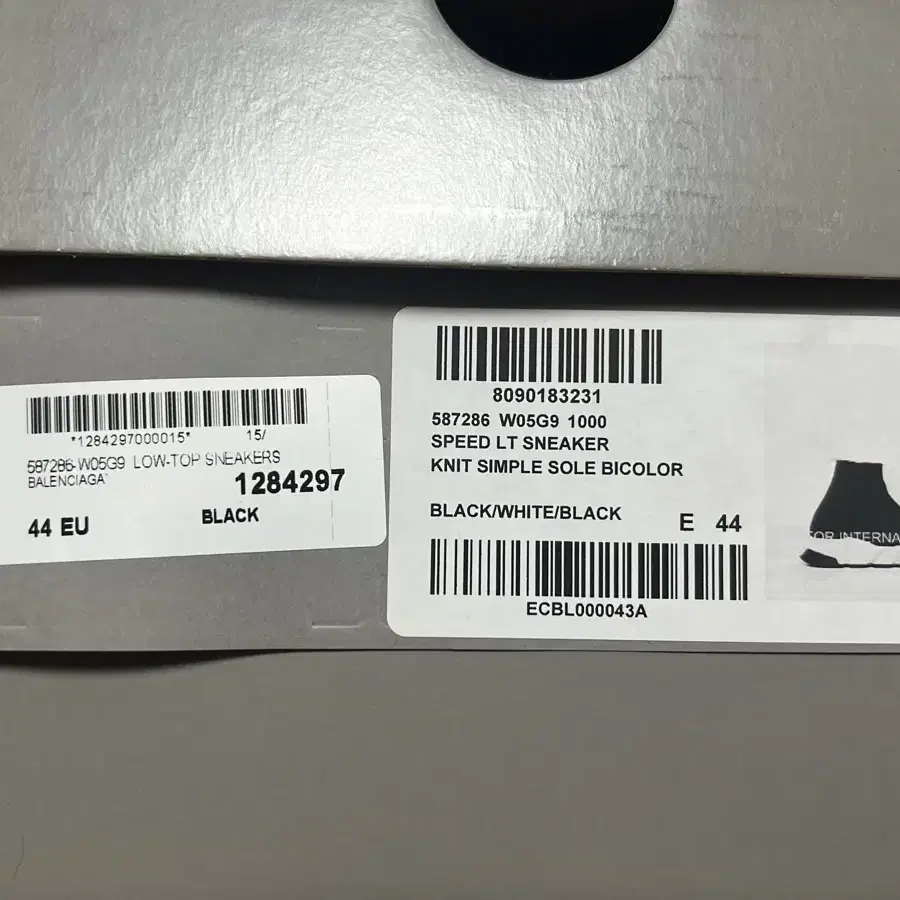 *1284297000015* 15/
587286-W05G9 LOW-TOP SNEAKERS
BALENCIAGA
1284297
44 EU BLACK
8090183231
587286 W05G9 1000
SPEED LT SNEAKER
KNIT SIMPLE SOLE BICOLOR
BLACK/WHITE/BLACK E 44
ECBL000043A